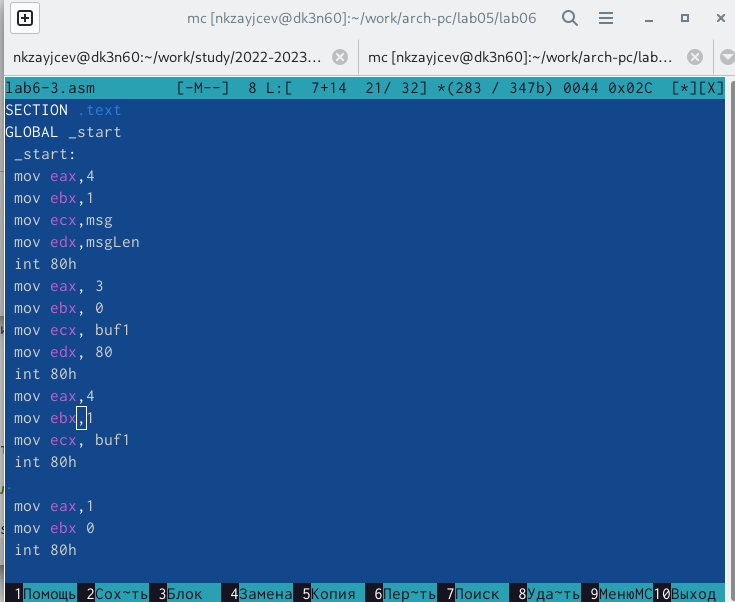 mc [nkzayjcev@dk3n60]:~/work/arch-pc/lab05/lab06
nkzayjcev@dk3n60:~/work/study/2022-2023...
mc [nkzayjcev@dk3n60]:~/work/arch-pc/lab...
lab6-3.asm [-M--] 8 L:[ 7+14 21/ 32] *(283 / 347b) 0044 0x02C [*][X]
SECTION .text
GLOBAL _start
_start:
mov eax,4
mov ebx,1
mov ecx,msg
mov edx,msgLen
int 80h
mov eax, 3
mov ebx, 0
mov ecx, buf1
mov edx, 80
int 80h
mov eax,4
mov ebx,1
mov ecx, buf1
int 80h
mov eax,1
mov ebx 0
int 80h
1Помощь 2Сох~ть 3Блок 4Замена 5Копия 6Пер~ть 7Поиск 8Уда~ть 9МенюMC 10Выход